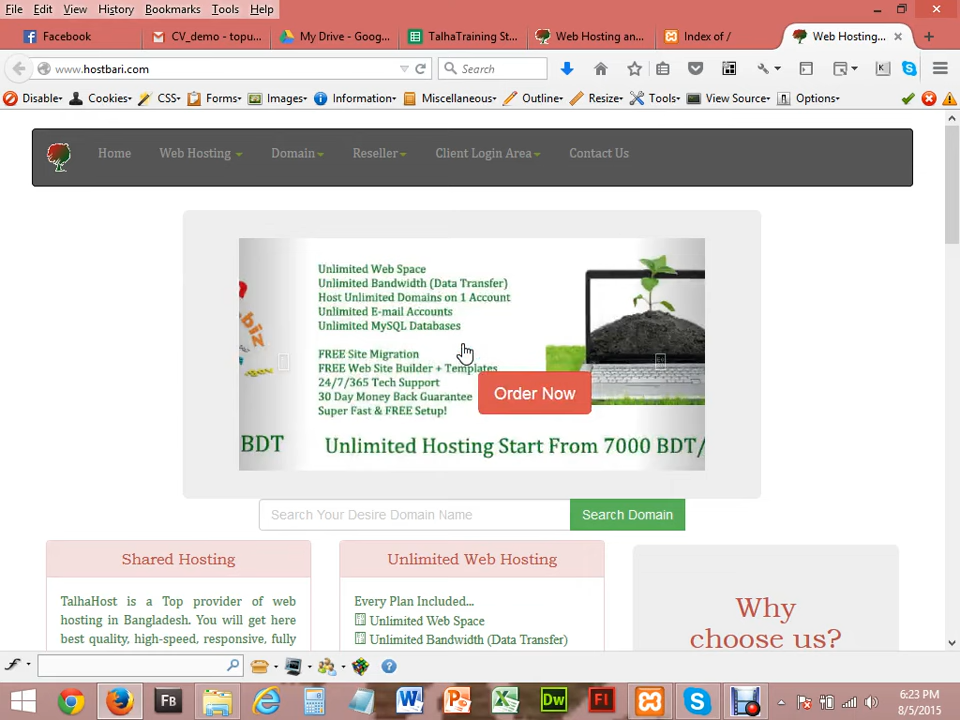 File Edit View History Bookmarks Tools Help
Facebook CV_demo - topu... My Drive - Goog... TalhaTraining St... Web Hosting an... Index of / Web Hosting...
www.hostbari.com Search
Disable Cookies CSS Forms Images Information Miscellaneous Outline Resize Tools View Source Options
Home Web Hosting Domain Reseller Client Login Area Contact Us
Unlimited Web Space
Unlimited Bandwidth (Data Transfer)
Host Unlimited Domains on 1 Account
Unlimited E-mail Accounts
Unlimited MySQL Databases
FREE Site Migration
FREE Web Site Builder + Templates
24/7/365 Tech Support
30 Day Money Back Guarantee
Super Fast & FREE Setup!
Order Now
BDT Unlimited Hosting Start From 7000 BDT/
Search Your Desire Domain Name Search Domain
Shared Hosting
TalhaHost is a Top provider of web
hosting in Bangladesh. You will get here
best quality, high-speed, responsive, fully
Unlimited Web Hosting
Every Plan Included...
Unlimited Web Space
Unlimited Bandwidth (Data Transfer)
Why
choose us?
6:23 PM
8/5/2015